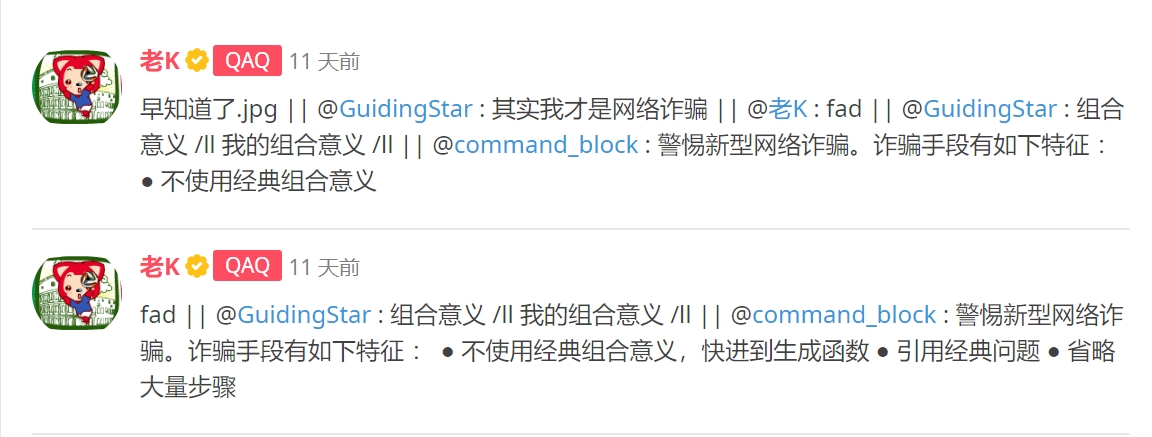 老K QAQ 11 天前
早知道了.jpg || @GuidingStar : 其实我才是网络诈骗 || @老K : fad || @GuidingStar : 组合
意义 /ll 我的组合意义 /ll || @command_block : 警惕新型网络诈骗。诈骗手段有如下特征：
● 不使用经典组合意义
老K QAQ 11 天前
fad || @GuidingStar : 组合意义 /ll 我的组合意义 /ll || @command_block : 警惕新型网络诈
骗。诈骗手段有如下特征： ● 不使用经典组合意义，快进到生成函数 ● 引用经典问题 ● 省略
大量步骤